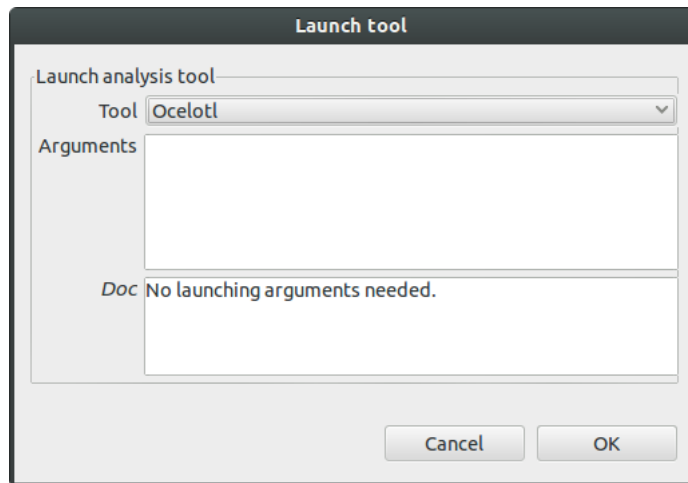 Launch tool
Launch analysis tool
Tool Ocelotl
Arguments
Doc No launching arguments needed.
Cancel OK